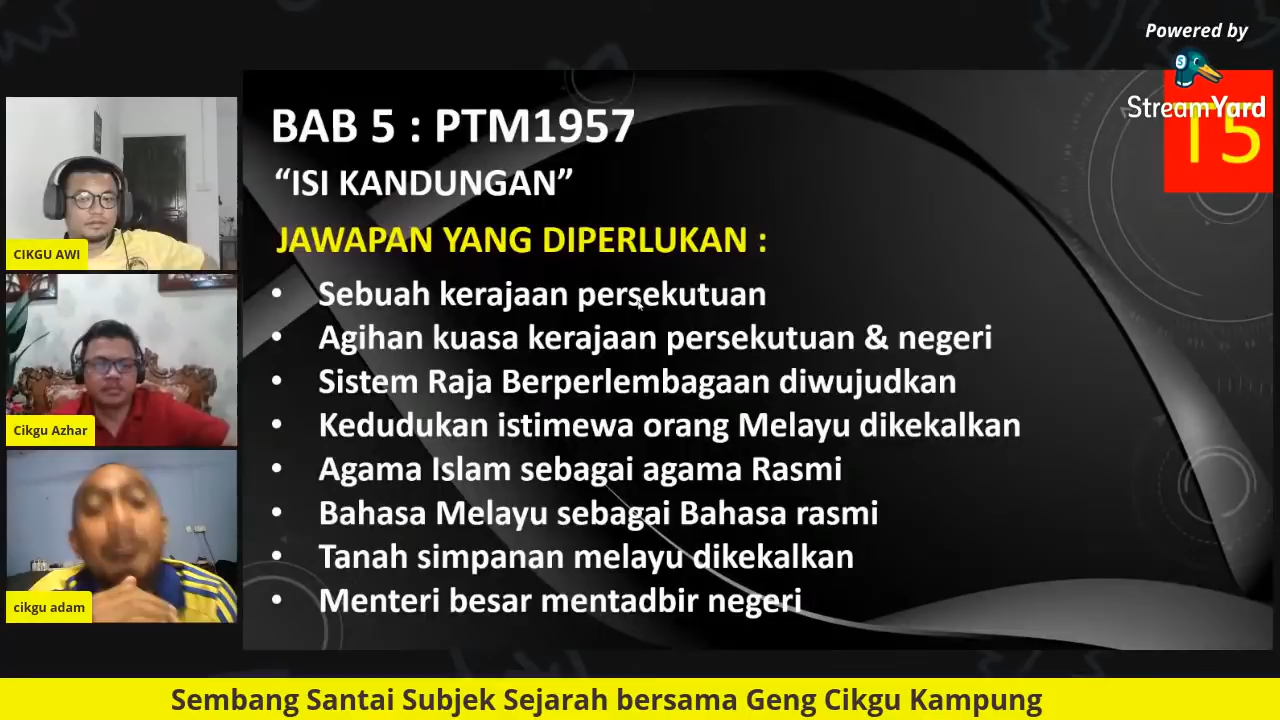 Powered by
StreamYard
T5
BAB 5 : PTM1957
“ISI KANDUNGAN”
JAWAPAN YANG DIPERLUKAN :
• Sebuah kerajaan persekutuan
• Agihan kuasa kerajaan persekutuan & negeri
• Sistem Raja Berperlembagaan diwujudkan
• Kedudukan istimewa orang Melayu dikekalkan
• Agama Islam sebagai agama Rasmi
• Bahasa Melayu sebagai Bahasa rasmi
• Tanah simpanan melayu dikekalkan
• Menteri besar mentadbir negeri
CIKGU AWI
Cikgu Azhar
cikgu adam
Sembang Santai Subjek Sejarah bersama Geng Cikgu Kampung